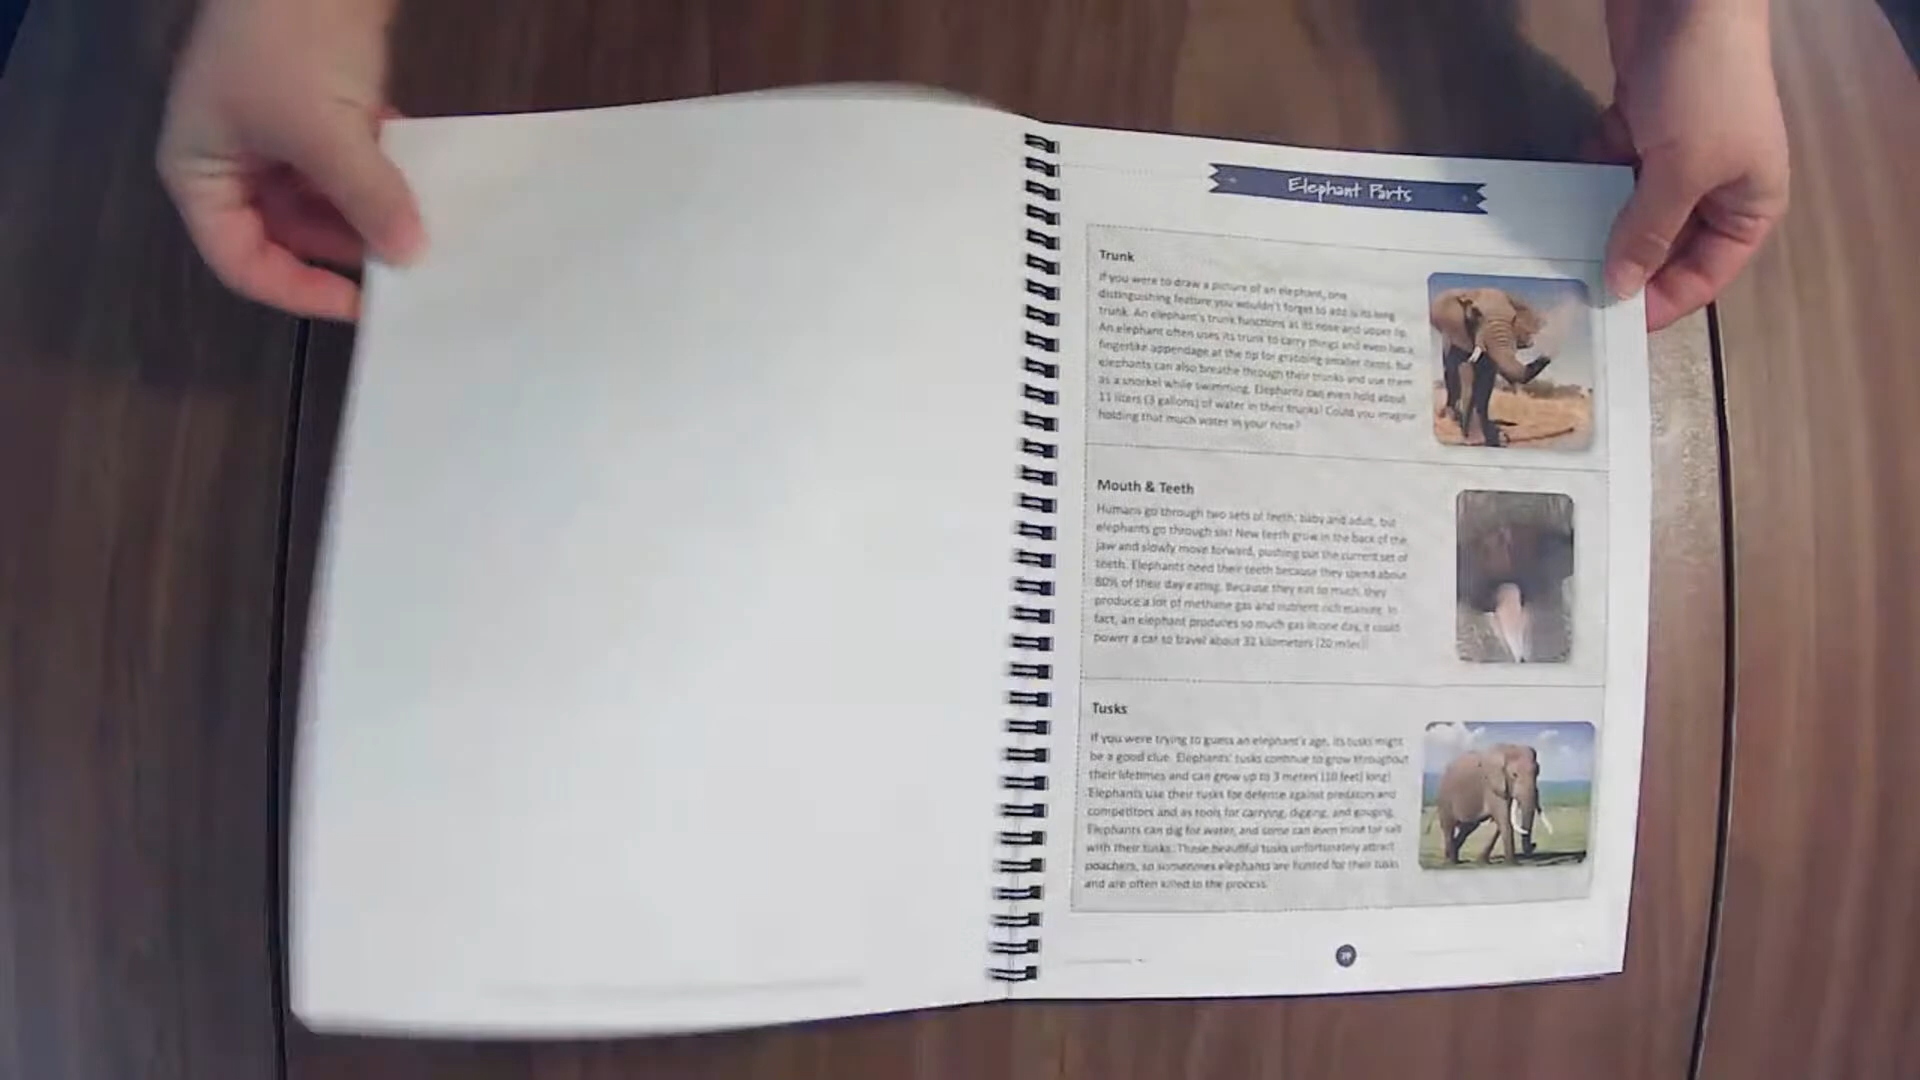 Elephant Parts
Trunk
If you were to draw a picture of an elephant, one
distinguishing feature you wouldn't forget to add is its long
trunk. An elephant's trunk functions as its nose and upper lip.
An elephant often uses its trunk to carry things and even has a
fingerlike appendage at the tip for grabbing smaller items. But
elephants can also breathe through their trunks and use them
as a snorkel while swimming. Elephants can even hold about
11 liters (3 gallons) of water in their trunks! Could you imagine
holding that much water in your nose?
Mouth & Teeth
Humans go through two sets of teeth: baby and adult, but
elephants go through six! New teeth grow in the back of the
jaw and slowly move forward, pushing out the current set of
teeth. Elephants need their teeth because they spend about
80% of their day eating. Because they eat so much, they
produce a lot of methane gas and nutrient rich manure. In
fact, an elephant produces so much gas in one day, it could
power a car to travel about 32 kilometers (20 miles)!
Tusks
If you were trying to guess an elephant's age, its tusks might
be a good clue. Elephants' tusks continue to grow throughout
their lifetimes and can grow up to 3 meters (10 feet) long!
Elephants use their tusks for defense against predators and
competitors and as tools for carrying, digging, and gouging.
Elephants can dig for water, and some can even mine for salt
with their tusks. These beautiful tusks unfortunately attract
poachers, so sometimes elephants are hunted for their tusks
and are often killed in the process.